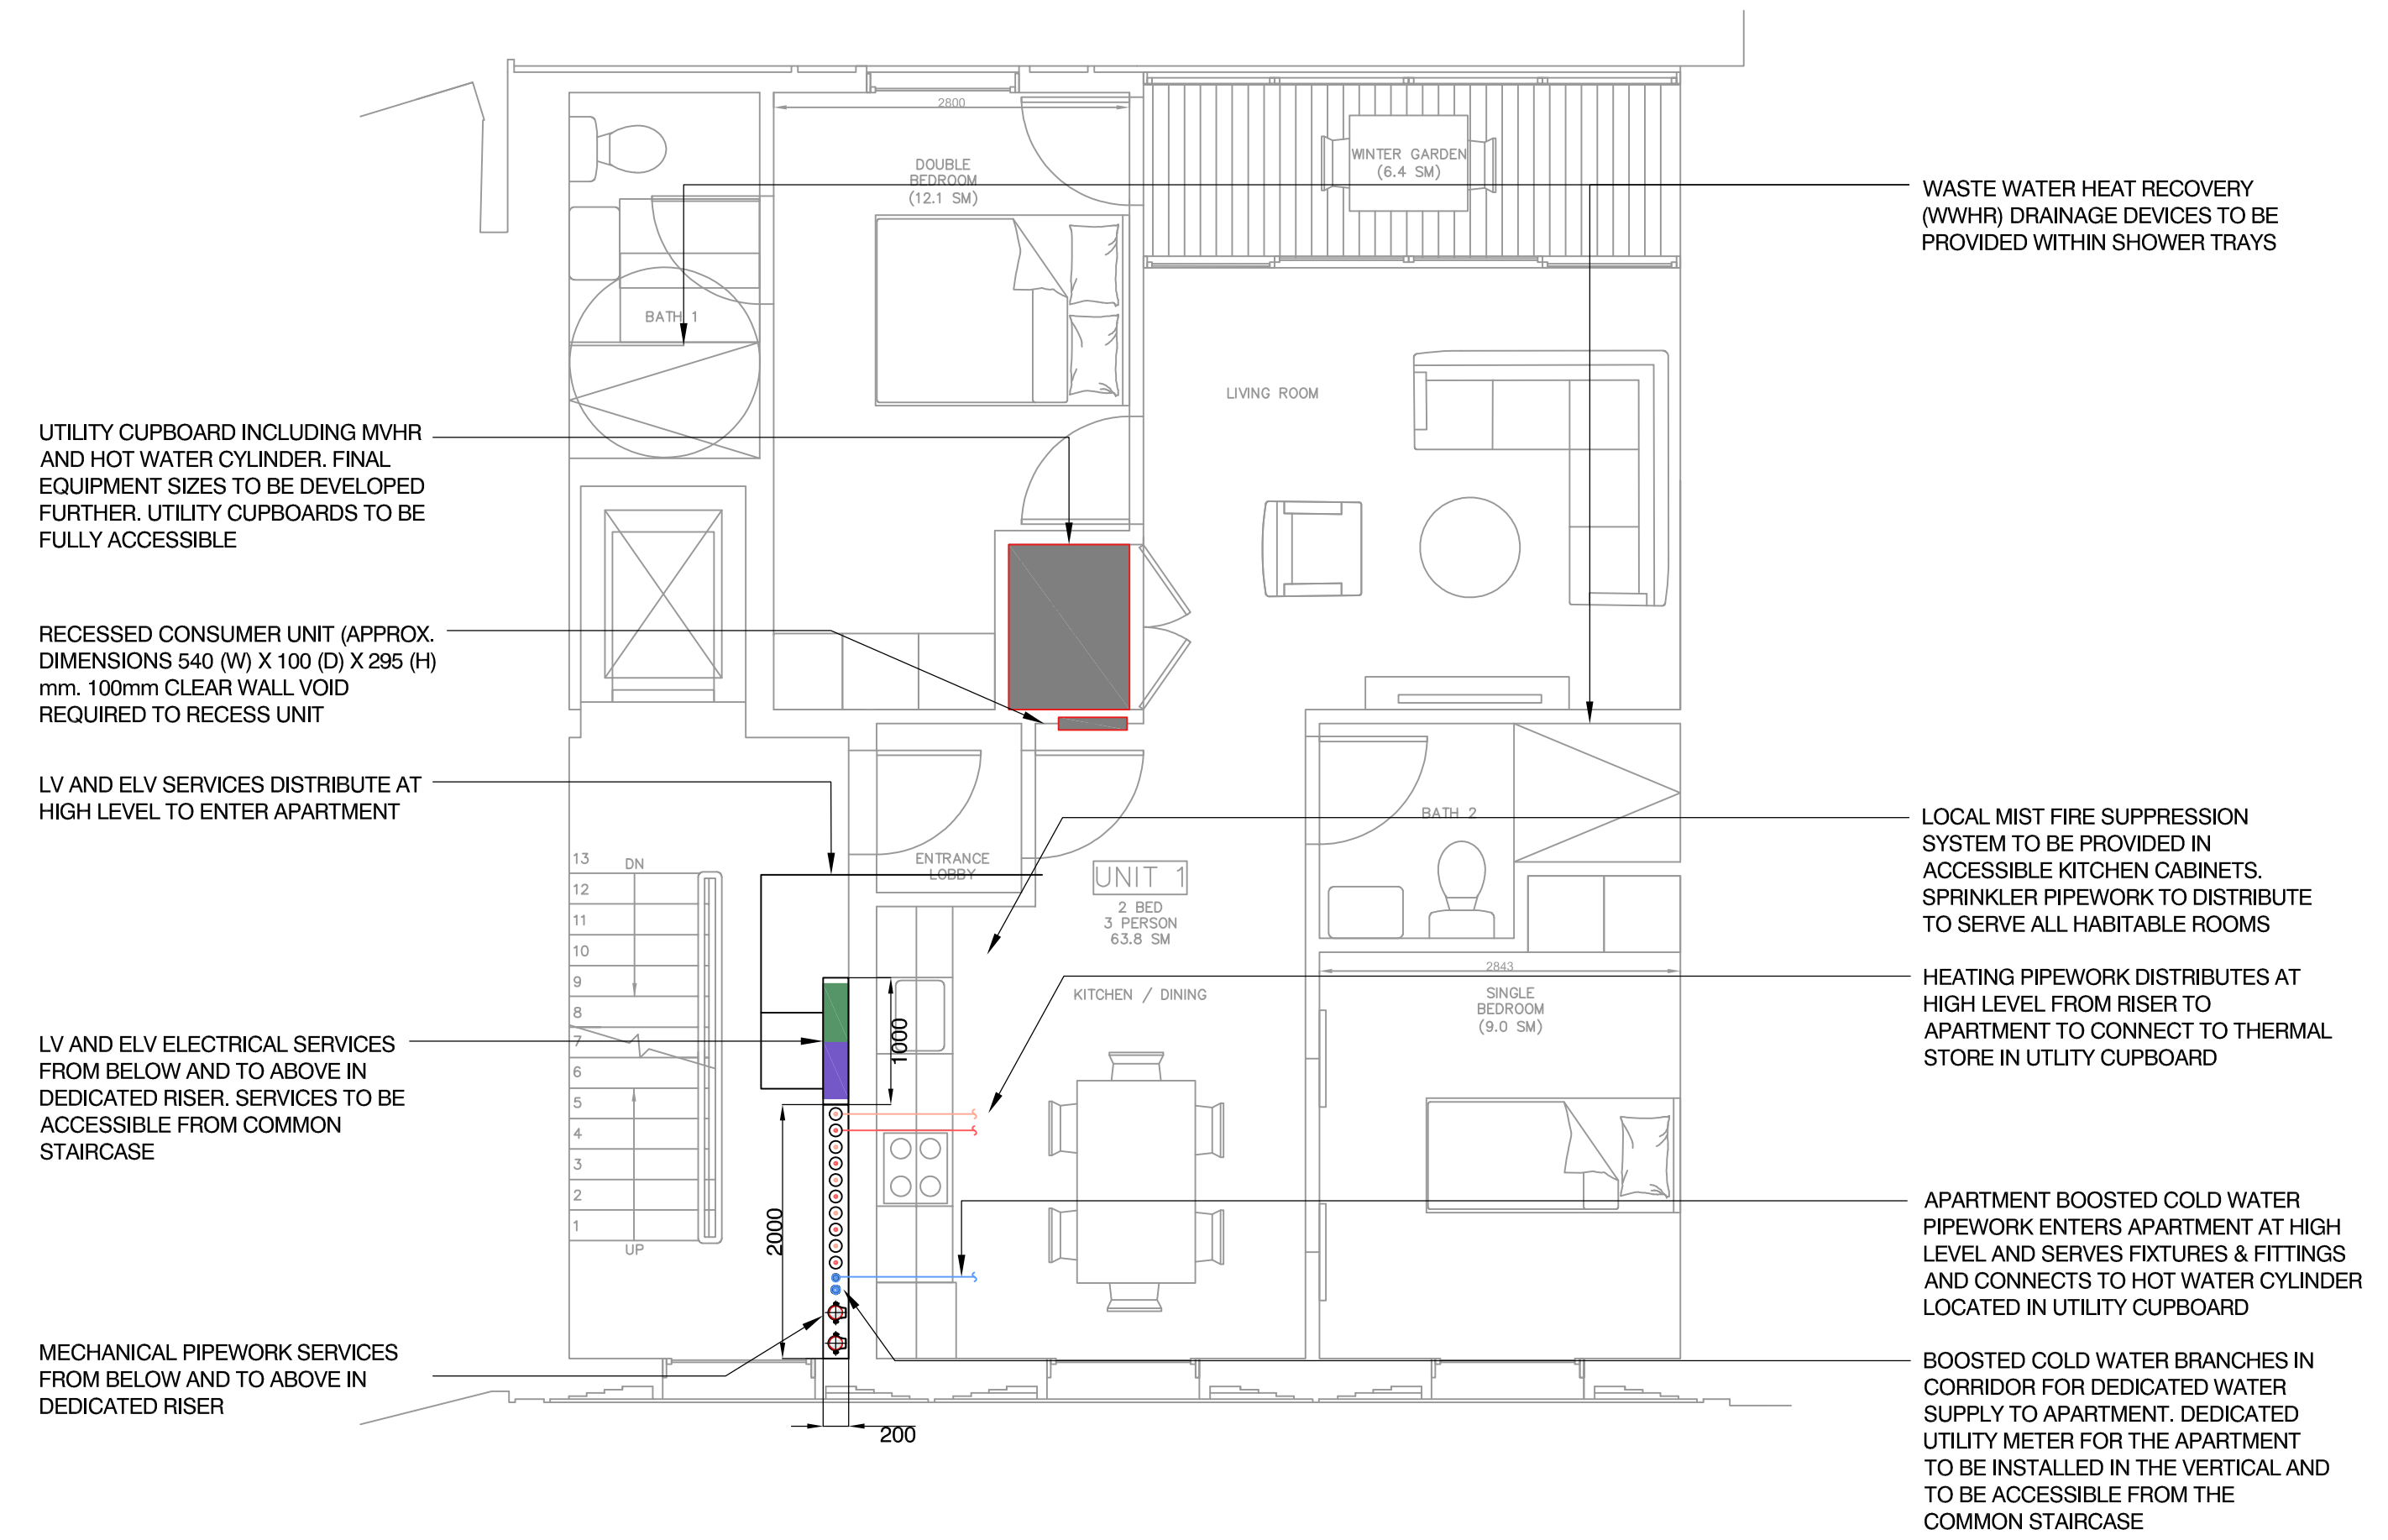 UTILITY CUPBOARD INCLUDING MVHR
AND HOT WATER CYLINDER. FINAL
EQUIPMENT SIZES TO BE DEVELOPED
FURTHER. UTILITY CUPBOARDS TO BE
FULLY ACCESSIBLE
RECESSED CONSUMER UNIT (APPROX.
DIMENSIONS 540 (W) X 100 (D) X 295 (H)
mm. 100mm CLEAR WALL VOID
REQUIRED TO RECESS UNIT
LV AND ELV SERVICES DISTRIBUTE AT
HIGH LEVEL TO ENTER APARTMENT
LV AND ELV ELECTRICAL SERVICES
FROM BELOW AND TO ABOVE IN
DEDICATED RISER. SERVICES TO BE
ACCESSIBLE FROM COMMON
STAIRCASE
MECHANICAL PIPEWORK SERVICES
FROM BELOW AND TO ABOVE IN
DEDICATED RISER
2800
DOUBLE
BEDROOM
(12.1 SM)
WINTER GARDEN
(6.4 SM)
BATH 1
LIVING ROOM
BATH 2
ENTRANCE
LOBBY
UNIT 1
2 BED
3 PERSON
63.8 SM
13
DN
12
11
10
9
8
7
6
5
4
3
2
1
UP
1000
2000
200
KITCHEN / DINING
2843
SINGLE
BEDROOM
(9.0 SM)
WASTE WATER HEAT RECOVERY
(WWHR) DRAINAGE DEVICES TO BE
PROVIDED WITHIN SHOWER TRAYS
LOCAL MIST FIRE SUPPRESSION
SYSTEM TO BE PROVIDED IN
ACCESSIBLE KITCHEN CABINETS.
SPRINKLER PIPEWORK TO DISTRIBUTE
TO SERVE ALL HABITABLE ROOMS
HEATING PIPEWORK DISTRIBUTES AT
HIGH LEVEL FROM RISER TO
APARTMENT TO CONNECT TO THERMAL
STORE IN UTLITY CUPBOARD
APARTMENT BOOSTED COLD WATER
PIPEWORK ENTERS APARTMENT AT HIGH
LEVEL AND SERVES FIXTURES & FITTINGS
AND CONNECTS TO HOT WATER CYLINDER
LOCATED IN UTILITY CUPBOARD
BOOSTED COLD WATER BRANCHES IN
CORRIDOR FOR DEDICATED WATER
SUPPLY TO APARTMENT. DEDICATED
UTILITY METER FOR THE APARTMENT
TO BE INSTALLED IN THE VERTICAL AND
TO BE ACCESSIBLE FROM THE
COMMON STAIRCASE